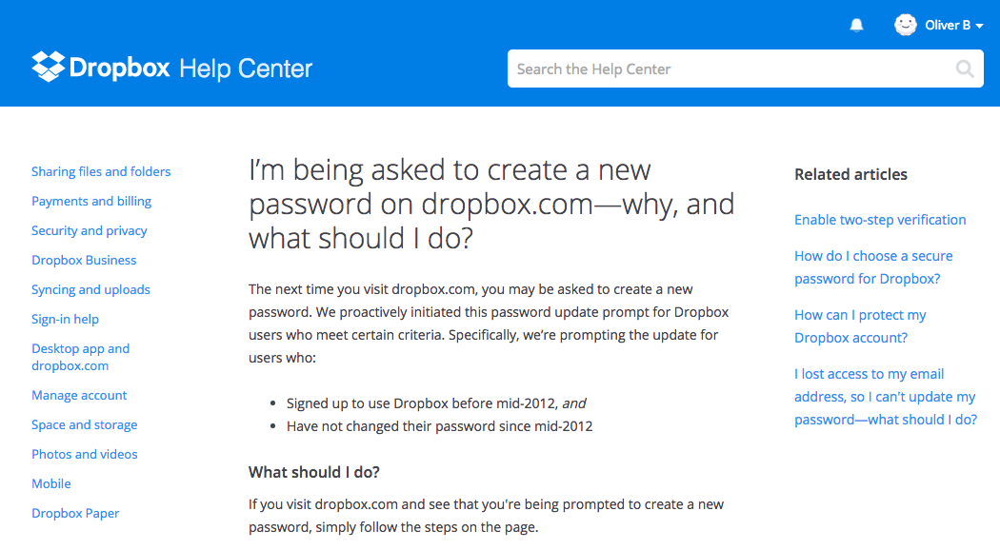 Oliver B
Dropbox Help Center
Search the Help Center
Sharing files and folders
Payments and billing
Security and privacy
Dropbox Business
Syncing and uploads
Sign-in help
Desktop app and
dropbox.com
Manage account
Space and storage
Photos and videos
Mobile
Dropbox Paper
I’m being asked to create a new
password on dropbox.com—why, and
what should I do?
The next time you visit dropbox.com, you may be asked to create a new
password. We proactively initiated this password update prompt for Dropbox
users who meet certain criteria. Specifically, we’re prompting the update for
users who:
• Signed up to use Dropbox before mid-2012, and
• Have not changed their password since mid-2012
What should I do?
If you visit dropbox.com and see that you're being prompted to create a new
password, simply follow the steps on the page.
Related articles
Enable two-step verification
How do I choose a secure
password for Dropbox?
How can I protect my
Dropbox account?
I lost access to my email
address, so I can't update my
password—what should I do?